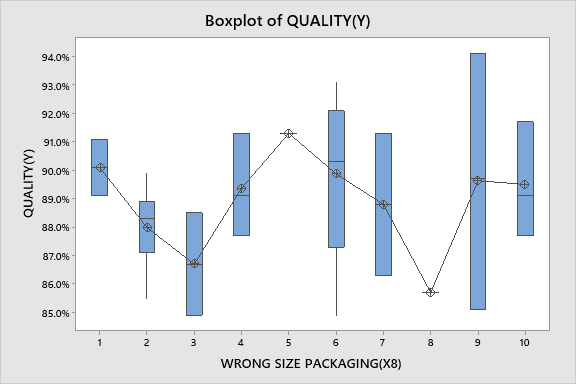 Boxplot of QUALITY(Y)
94.0%
93.0%
92.0%
91.0%
90.0%
89.0%
88.0%
87.0%
86.0%
85.0%
QUALITY(Y)
1 2 3 4 5 6 7 8 9 10
WRONG SIZE PACKAGING(X8)